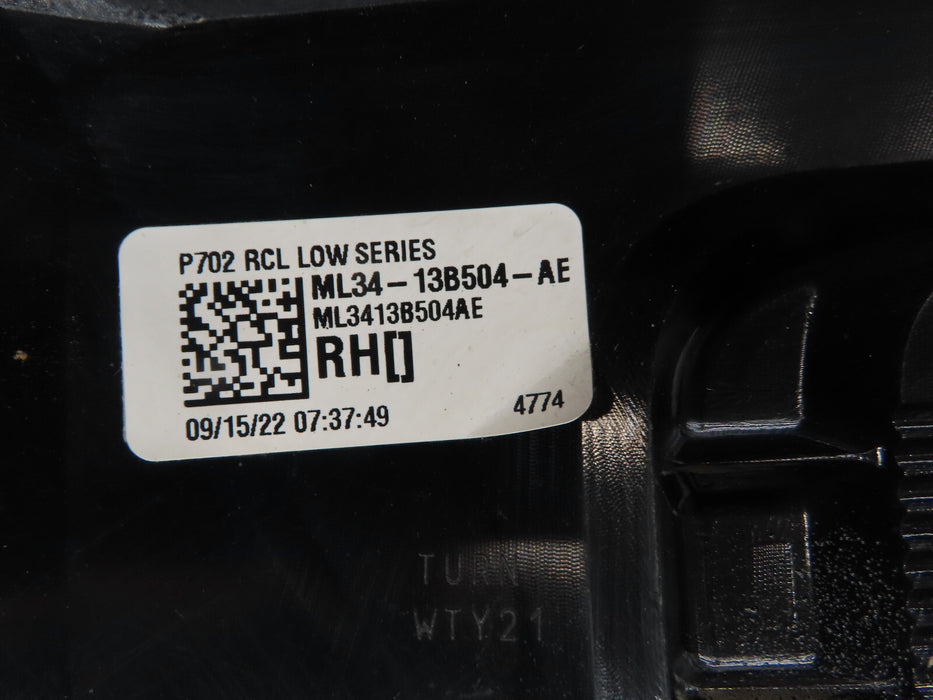 P702 RCL LOW SERIES
ML34-13B504-AE
ML3413B504AE
RH[]
09/15/22 07:37:49
4774
TURN
WTY21